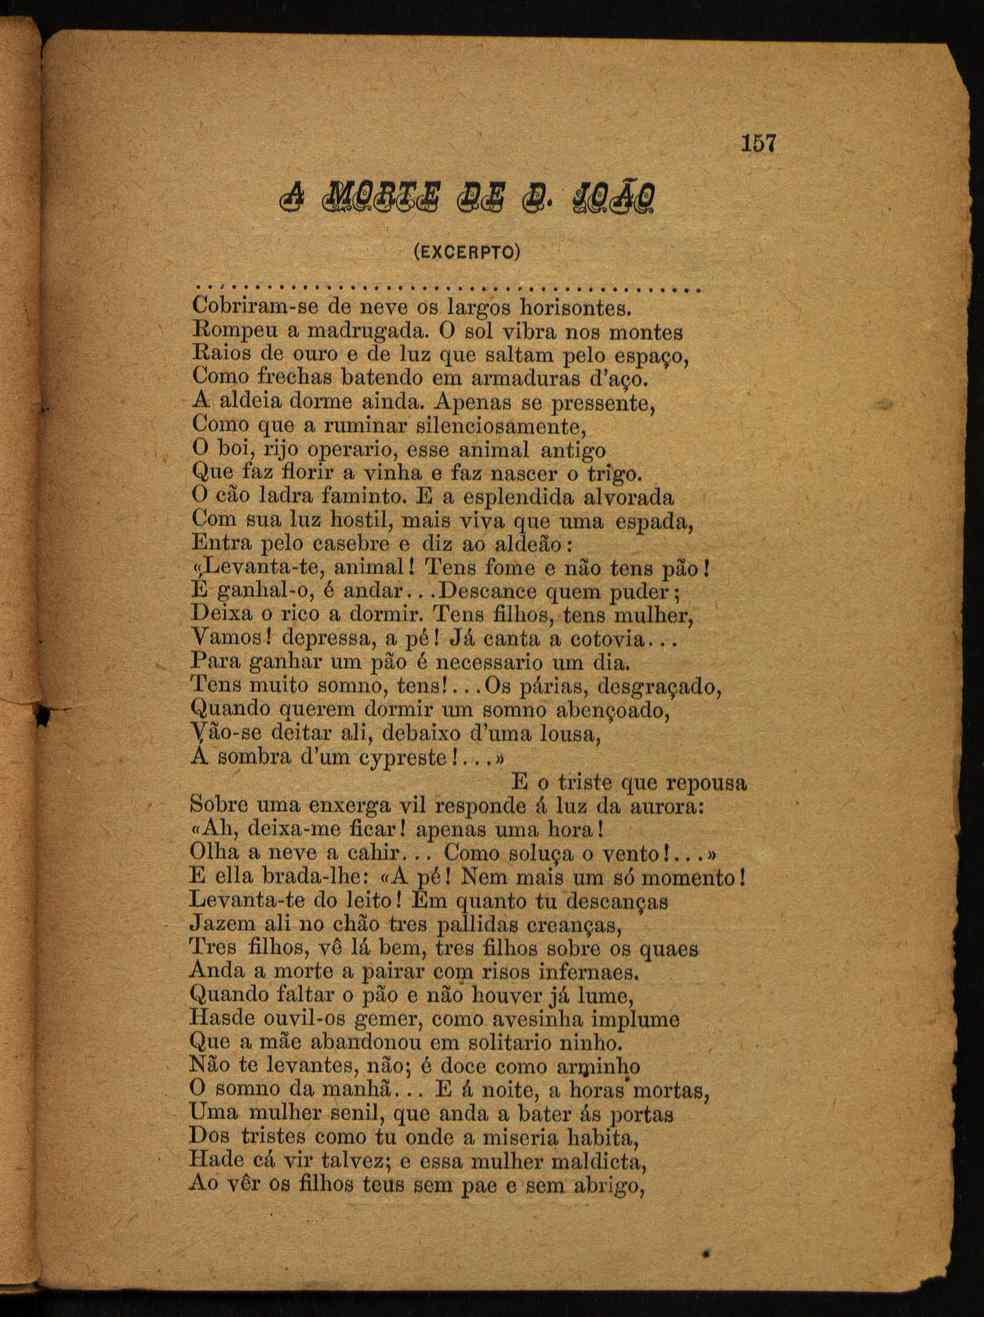 157
A MORTE DE D. JOÃO
(EXCERPTO)
........................................
Cobriram-se de neve os largos horisontes.
Rompeu a madrugada. O sol vibra nos montes
Raios de ouro e de luz que saltam pelo espaço,
Como frechas batendo em armaduras d'aço.
A aldeia dorme ainda. Apenas se pressente,
Como que a ruminar silenciosamente,
O boi, rijo operario, esse animal antigo
Que faz florir a vinha e faz nascer o trigo.
O cão ladra faminto. E a esplendida alvorada
Com sua luz hostil, mais viva que uma espada,
Entra pelo casebre e diz ao aldeão:
«Levanta-te, animal! Tens fome e não tens pão!
E ganhal-o, é andar...Descance quem puder;
Deixa o rico a dormir. Tens filhos, tens mulher,
Vamos! depressa, a pé! Já canta a cotovia...
Para ganhar um pão é necessario um dia.
Tens muito somno, tens!...Os párias, desgraçado,
Quando querem dormir um somno abençoado,
Vão-se deitar ali, debaixo d'uma lousa,
Á sombra d'um cypreste!...»
E o triste que repousa
Sobre uma enxerga vil responde á luz da aurora:
«Ah, deixa-me ficar! apenas uma hora!
Olha a neve a cahir... Como soluça o vento!...»
E ella brada-lhe: «A pé! Nem mais um só momento!
Levanta-te do leito! Em quanto tu descanças
Jazem ali no chão tres pallidas creanças,
Tres filhos, vê lá bem, tres filhos sobre os quaes
Anda a morte a pairar com risos infernaes.
Quando faltar o pão e não houver já lume,
Hasde ouvil-os gemer, como avesinha implume
Que a mãe abandonou em solitario ninho.
Não te levantes, não; é doce como arminho
O somno da manhã... E á noite, a horas mortas,
Uma mulher senil, que anda a bater ás portas
Dos tristes como tu onde a miseria habita,
Hade cá vir talvez; e essa mulher maldicta,
Ao vêr os filhos teus sem pae e sem abrigo,